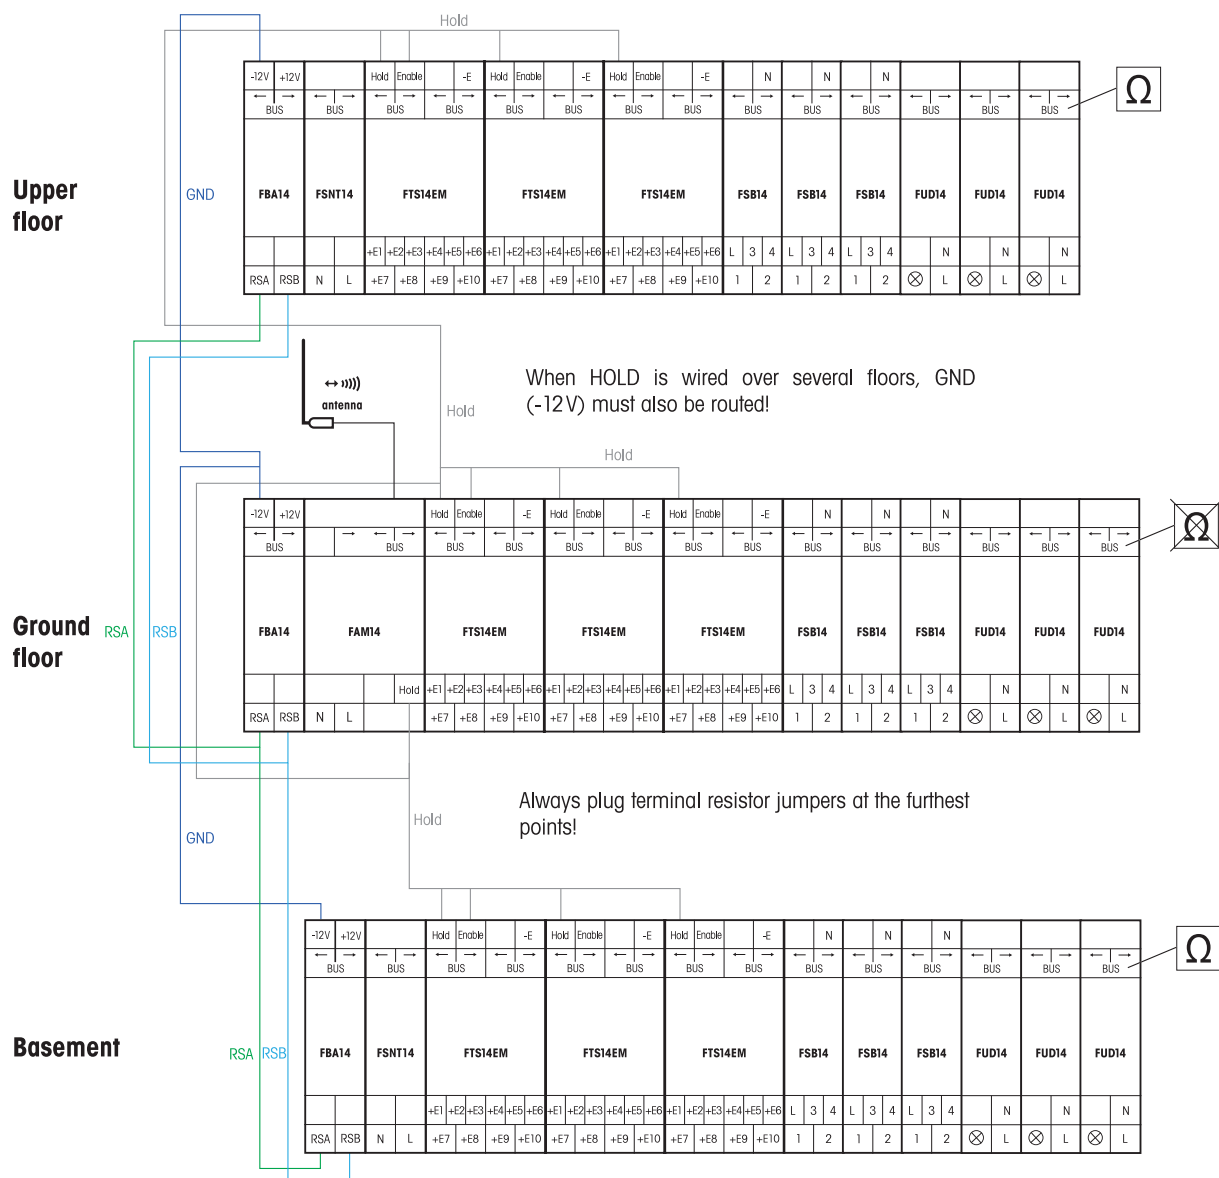 Hold
-12V +12V Hold Enable -E Hold Enable -E Hold Enable -E N N N
BUS BUS BUS BUS BUS BUS BUS BUS BUS BUS BUS BUS BUS BUS
Ω
Upper
floor
GND
FBA14 FSNT14 FTS14EM FTS14EM FTS14EM FSB14 FSB14 FSB14 FUD14 FUD14 FUD14
+E1 +E2 +E3 +E4 +E5 +E6 +E1 +E2 +E3 +E4 +E5 +E6 +E1 +E2 +E3 +E4 +E5 +E6 L 3 4 L 3 4 L 3 4 N N N
RSA RSB N L +E7 +E8 +E9 +E10 +E7 +E8 +E9 +E10 +E7 +E8 +E9 +E10 1 2 1 2 1 2 L L L
antenna
When HOLD is wired over several floors, GND
(-12V) must also be routed!
Hold
Hold
-12V +12V Hold Enable -E Hold Enable -E Hold Enable -E N N N
BUS BUS BUS BUS BUS BUS BUS BUS BUS BUS BUS BUS BUS BUS
Ω
Ground
floor
RSA RSB
FBA14 FAM14 FTS14EM FTS14EM FTS14EM FSB14 FSB14 FSB14 FUD14 FUD14 FUD14
Hold +E1 +E2 +E3 +E4 +E5 +E6 +E1 +E2 +E3 +E4 +E5 +E6 +E1 +E2 +E3 +E4 +E5 +E6 L 3 4 L 3 4 L 3 4 N N N
RSA RSB N L +E7 +E8 +E9 +E10 +E7 +E8 +E9 +E10 +E7 +E8 +E9 +E10 1 2 1 2 1 2 L L L
Always plug terminal resistor jumpers at the furthest
points!
Hold
GND
-12V +12V Hold Enable -E Hold Enable -E Hold Enable -E N N N
BUS BUS BUS BUS BUS BUS BUS BUS BUS BUS BUS BUS BUS BUS
Ω
Basement
RSA RSB
FBA14 FSNT14 FTS14EM FTS14EM FTS14EM FSB14 FSB14 FSB14 FUD14 FUD14 FUD14
+E1 +E2 +E3 +E4 +E5 +E6 +E1 +E2 +E3 +E4 +E5 +E6 +E1 +E2 +E3 +E4 +E5 +E6 L 3 4 L 3 4 L 3 4 N N N
RSA RSB N L +E7 +E8 +E9 +E10 +E7 +E8 +E9 +E10 +E7 +E8 +E9 +E10 1 2 1 2 1 2 L L L